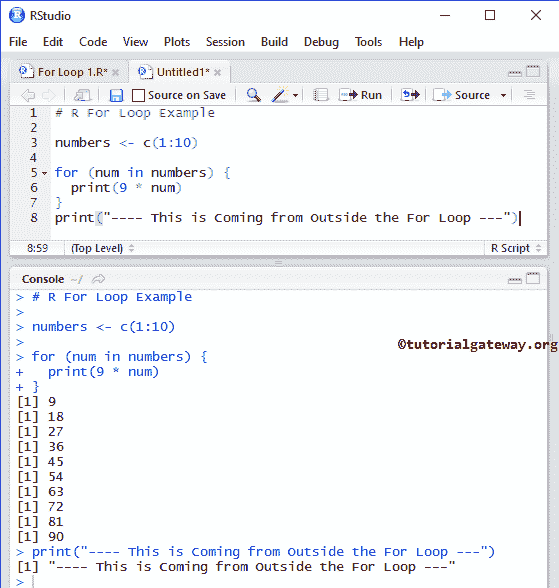 RStudio
File Edit Code View Plots Session Build Debug Tools Help
For Loop 1.R* Untitled1*
Source on Save Run Source
1 # R For Loop Example
2
3 numbers <- c(1:10)
4
5 for (num in numbers) {
6 print(9 * num)
7 }
8 print("---- This is Coming from Outside the For Loop ---")
8:59 (Top Level) R Script
Console ~/
> # R For Loop Example
>
> numbers <- c(1:10)
>
> for (num in numbers) {
+ print(9 * num)
+ }
©tutorialgateway.org
[1] 9
[1] 18
[1] 27
[1] 36
[1] 45
[1] 54
[1] 63
[1] 72
[1] 81
[1] 90
> print("---- This is Coming from Outside the For Loop ---")
[1] "---- This is Coming from Outside the For Loop ---"
>